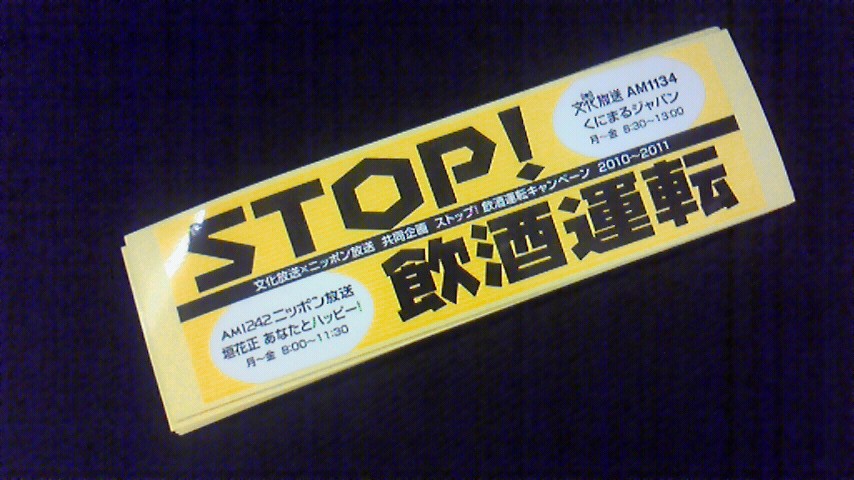 STOP!
文化放送 AM1134
くにまるジャパン
月～金 8:30～13:00
文化放送×ニッポン放送 共同企画 ストップ!飲酒運転キャンペーン 2010～2011
飲酒運転
AM1242ニッポン放送
垣花正 あなたとハッピー!
月～金 8:00～11:30